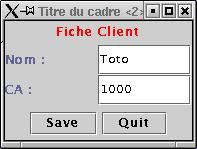 Titre du cadre <2>
Fiche Client
Nom : Toto
CA : 1000
Save Quit